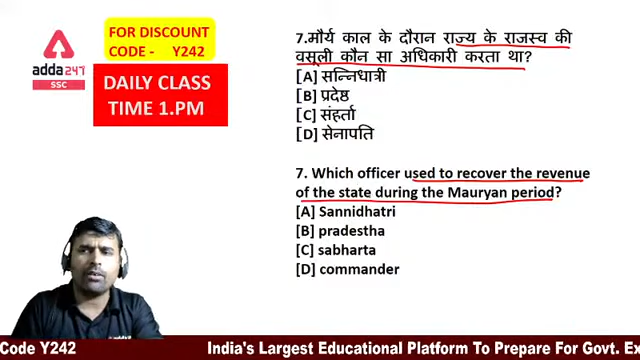 FOR DISCOUNT
CODE - Y242
adda247
SSC
DAILY CLASS
TIME 1.PM
7.मौर्य काल के दौरान राज्य के राजस्व की
वसूली कौन सा अधिकारी करता था?
[A] सन्निधात्री
[B] प्रदेष्ठ
[C] संहर्ता
[D] सेनापति
7. Which officer used to recover the revenue
of the state during the Mauryan period?
[A] Sannidhatri
[B] pradestha
[C] sabharta
[D] commander
Code Y242 India's Largest Educational Platform To Prepare For Govt. Ex